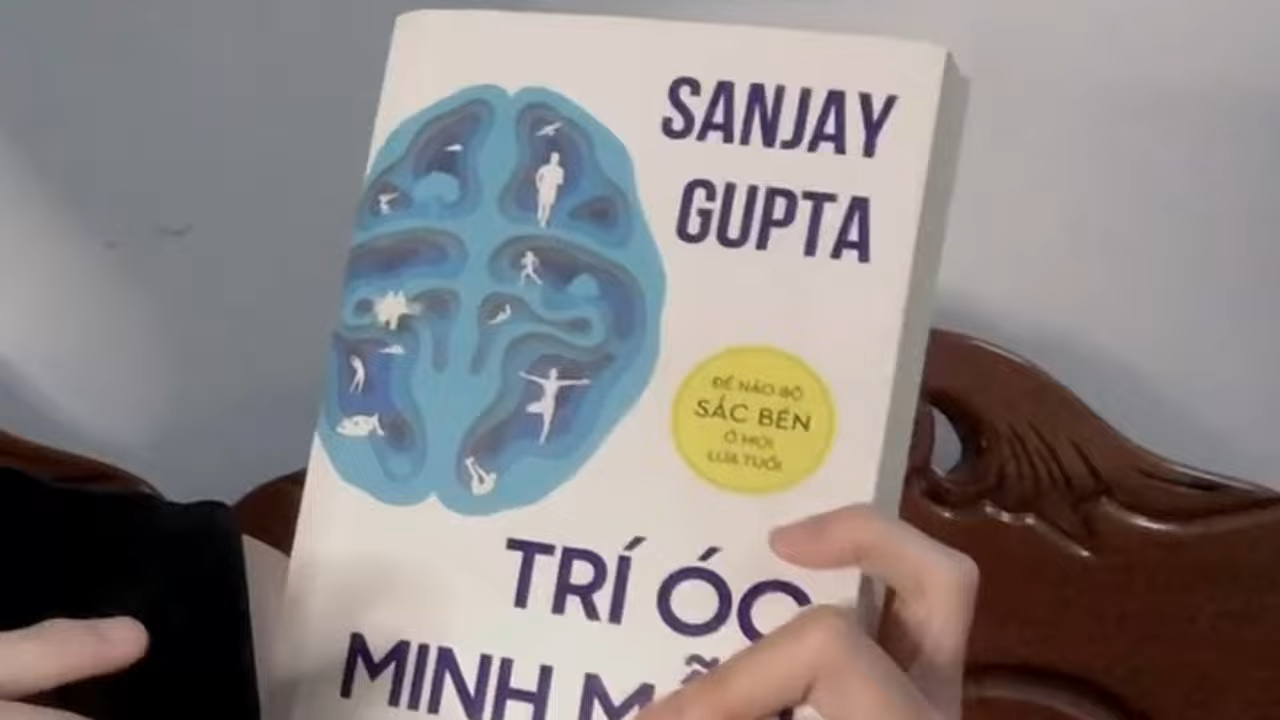 SANJAY
GUPTA
ĐỂ NÃO BỘ
SẮC BÉN
Ở MỌI
LỨA TUỔI
TRÍ ÓC
MINH